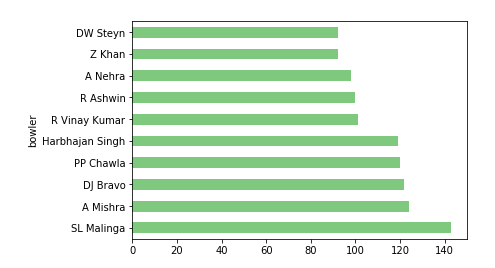 DW Steyn
Z Khan
A Nehra
R Ashwin
R Vinay Kumar
Harbhajan Singh
PP Chawla
DJ Bravo
A Mishra
SL Malinga
bowler
0 20 40 60 80 100 120 140